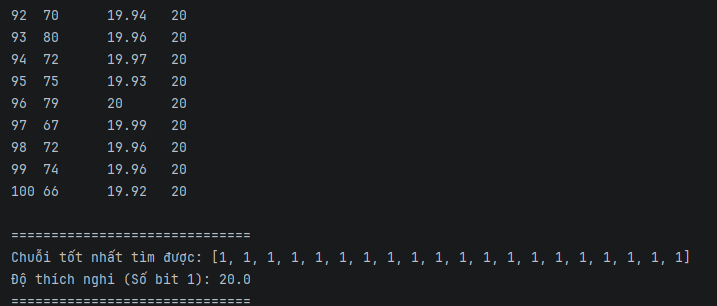 92 70 19.94 20
93 80 19.96 20
94 72 19.97 20
95 75 19.93 20
96 79 20 20
97 67 19.99 20
98 72 19.96 20
99 74 19.96 20
100 66 19.92 20
==============================
Chuỗi tốt nhất tìm được: [1, 1, 1, 1, 1, 1, 1, 1, 1, 1, 1, 1, 1, 1, 1, 1, 1, 1, 1, 1]
Độ thích nghi (Số bit 1): 20.0
==============================